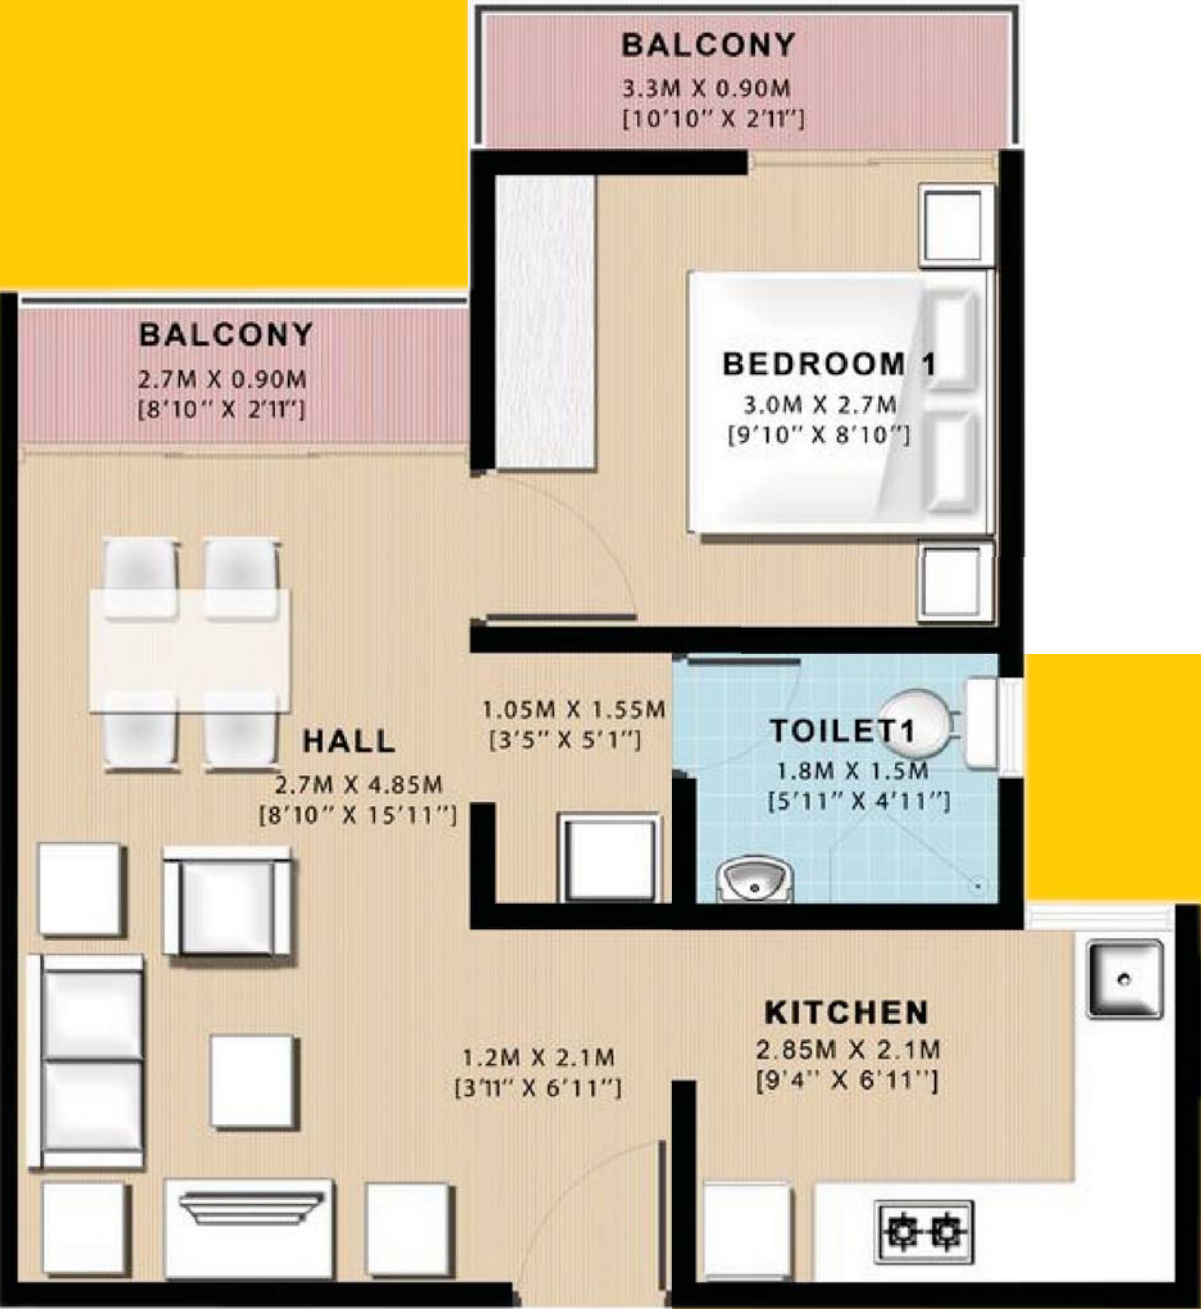 BALCONY
3.3M X 0.90M
[10'10" X 2'11"]
BALCONY
2.7M X 0.90M
[8'10" X 2'11"]
BEDROOM 1
3.0M X 2.7M
[9'10" X 8'10"]
1.05M X 1.55M
[3'5" X 5'1"]
TOILET1
1.8M X 1.5M
[5'11" X 4'11"]
HALL
2.7M X 4.85M
[8'10" X 15'11"]
KITCHEN
2.85M X 2.1M
[9'4" X 6'11"]
1.2M X 2.1M
[3'11" X 6'11"]